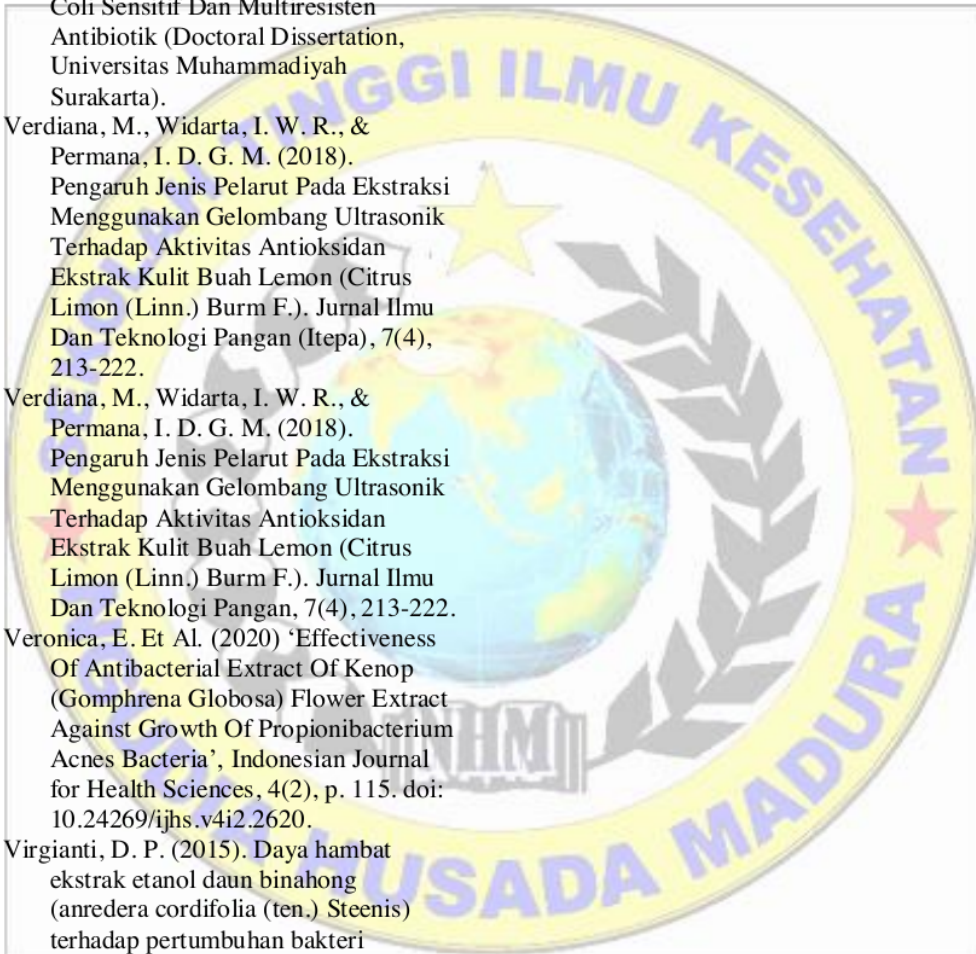 Coli Sensitif Dan Multiresisten
Antibiotik (Doctoral Dissertation,
Universitas Muhammadiyah
Surakarta).
Verdiana, M., Widarta, I. W. R., &
Permana, I. D. G. M. (2018).
Pengaruh Jenis Pelarut Pada Ekstraksi
Menggunakan Gelombang Ultrasonik
Terhadap Aktivitas Antioksidan
Ekstrak Kulit Buah Lemon (Citrus
Limon (Linn.) Burm F.). Jurnal Ilmu
Dan Teknologi Pangan (Itepa), 7(4),
213-222.
Verdiana, M., Widarta, I. W. R., &
Permana, I. D. G. M. (2018).
Pengaruh Jenis Pelarut Pada Ekstraksi
Menggunakan Gelombang Ultrasonik
Terhadap Aktivitas Antioksidan
Ekstrak Kulit Buah Lemon (Citrus
Limon (Linn.) Burm F.). Jurnal Ilmu
Dan Teknologi Pangan, 7(4), 213-222.
Veronica, E. Et Al. (2020) ‘Effectiveness
Of Antibacterial Extract Of Kenop
(Gomphrena Globosa) Flower Extract
Against Growth Of Propionibacterium
Acnes Bacteria’, Indonesian Journal
for Health Sciences, 4(2), p. 115. doi:
10.24269/ijhs.v4i2.2620.
Virgianti, D. P. (2015). Daya hambat
ekstrak etanol daun binahong
(anredera cordifolia (ten.) Steenis)
terhadap pertumbuhan bakteri
SEKOLAH TINGGI ILMU KESEHATAN
NGUDIA HUSADA MADURA
NHM